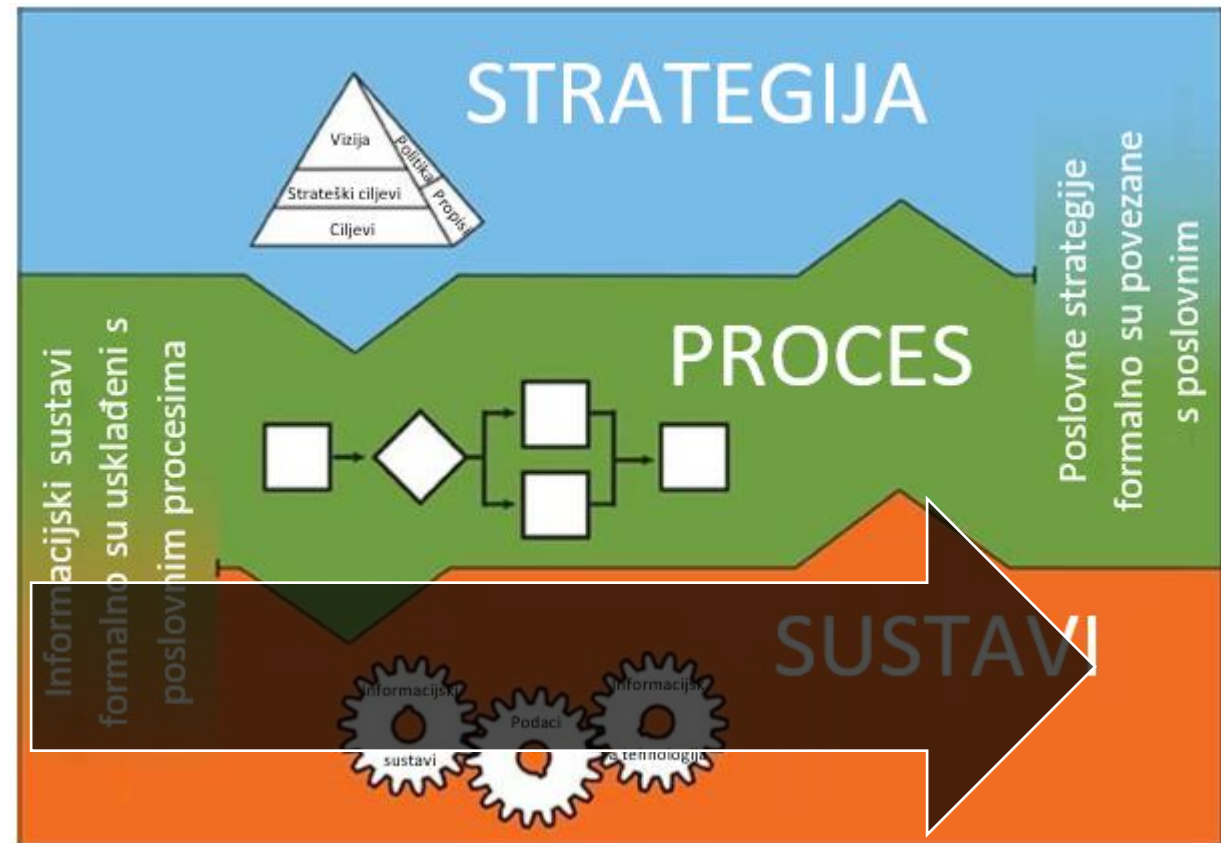 STRATEGIJA
Vizija
Strateški ciljevi
Ciljevi
Politika
Propisi
Poslovne strategije
formalno su povezane
s poslovnim
PROCES
Informacijski sustavi
formalno su usklađeni s
poslovnim procesima
SUSTAVI
Informacijski
sustavi
Podaci
Informacijsk
a tehnologija